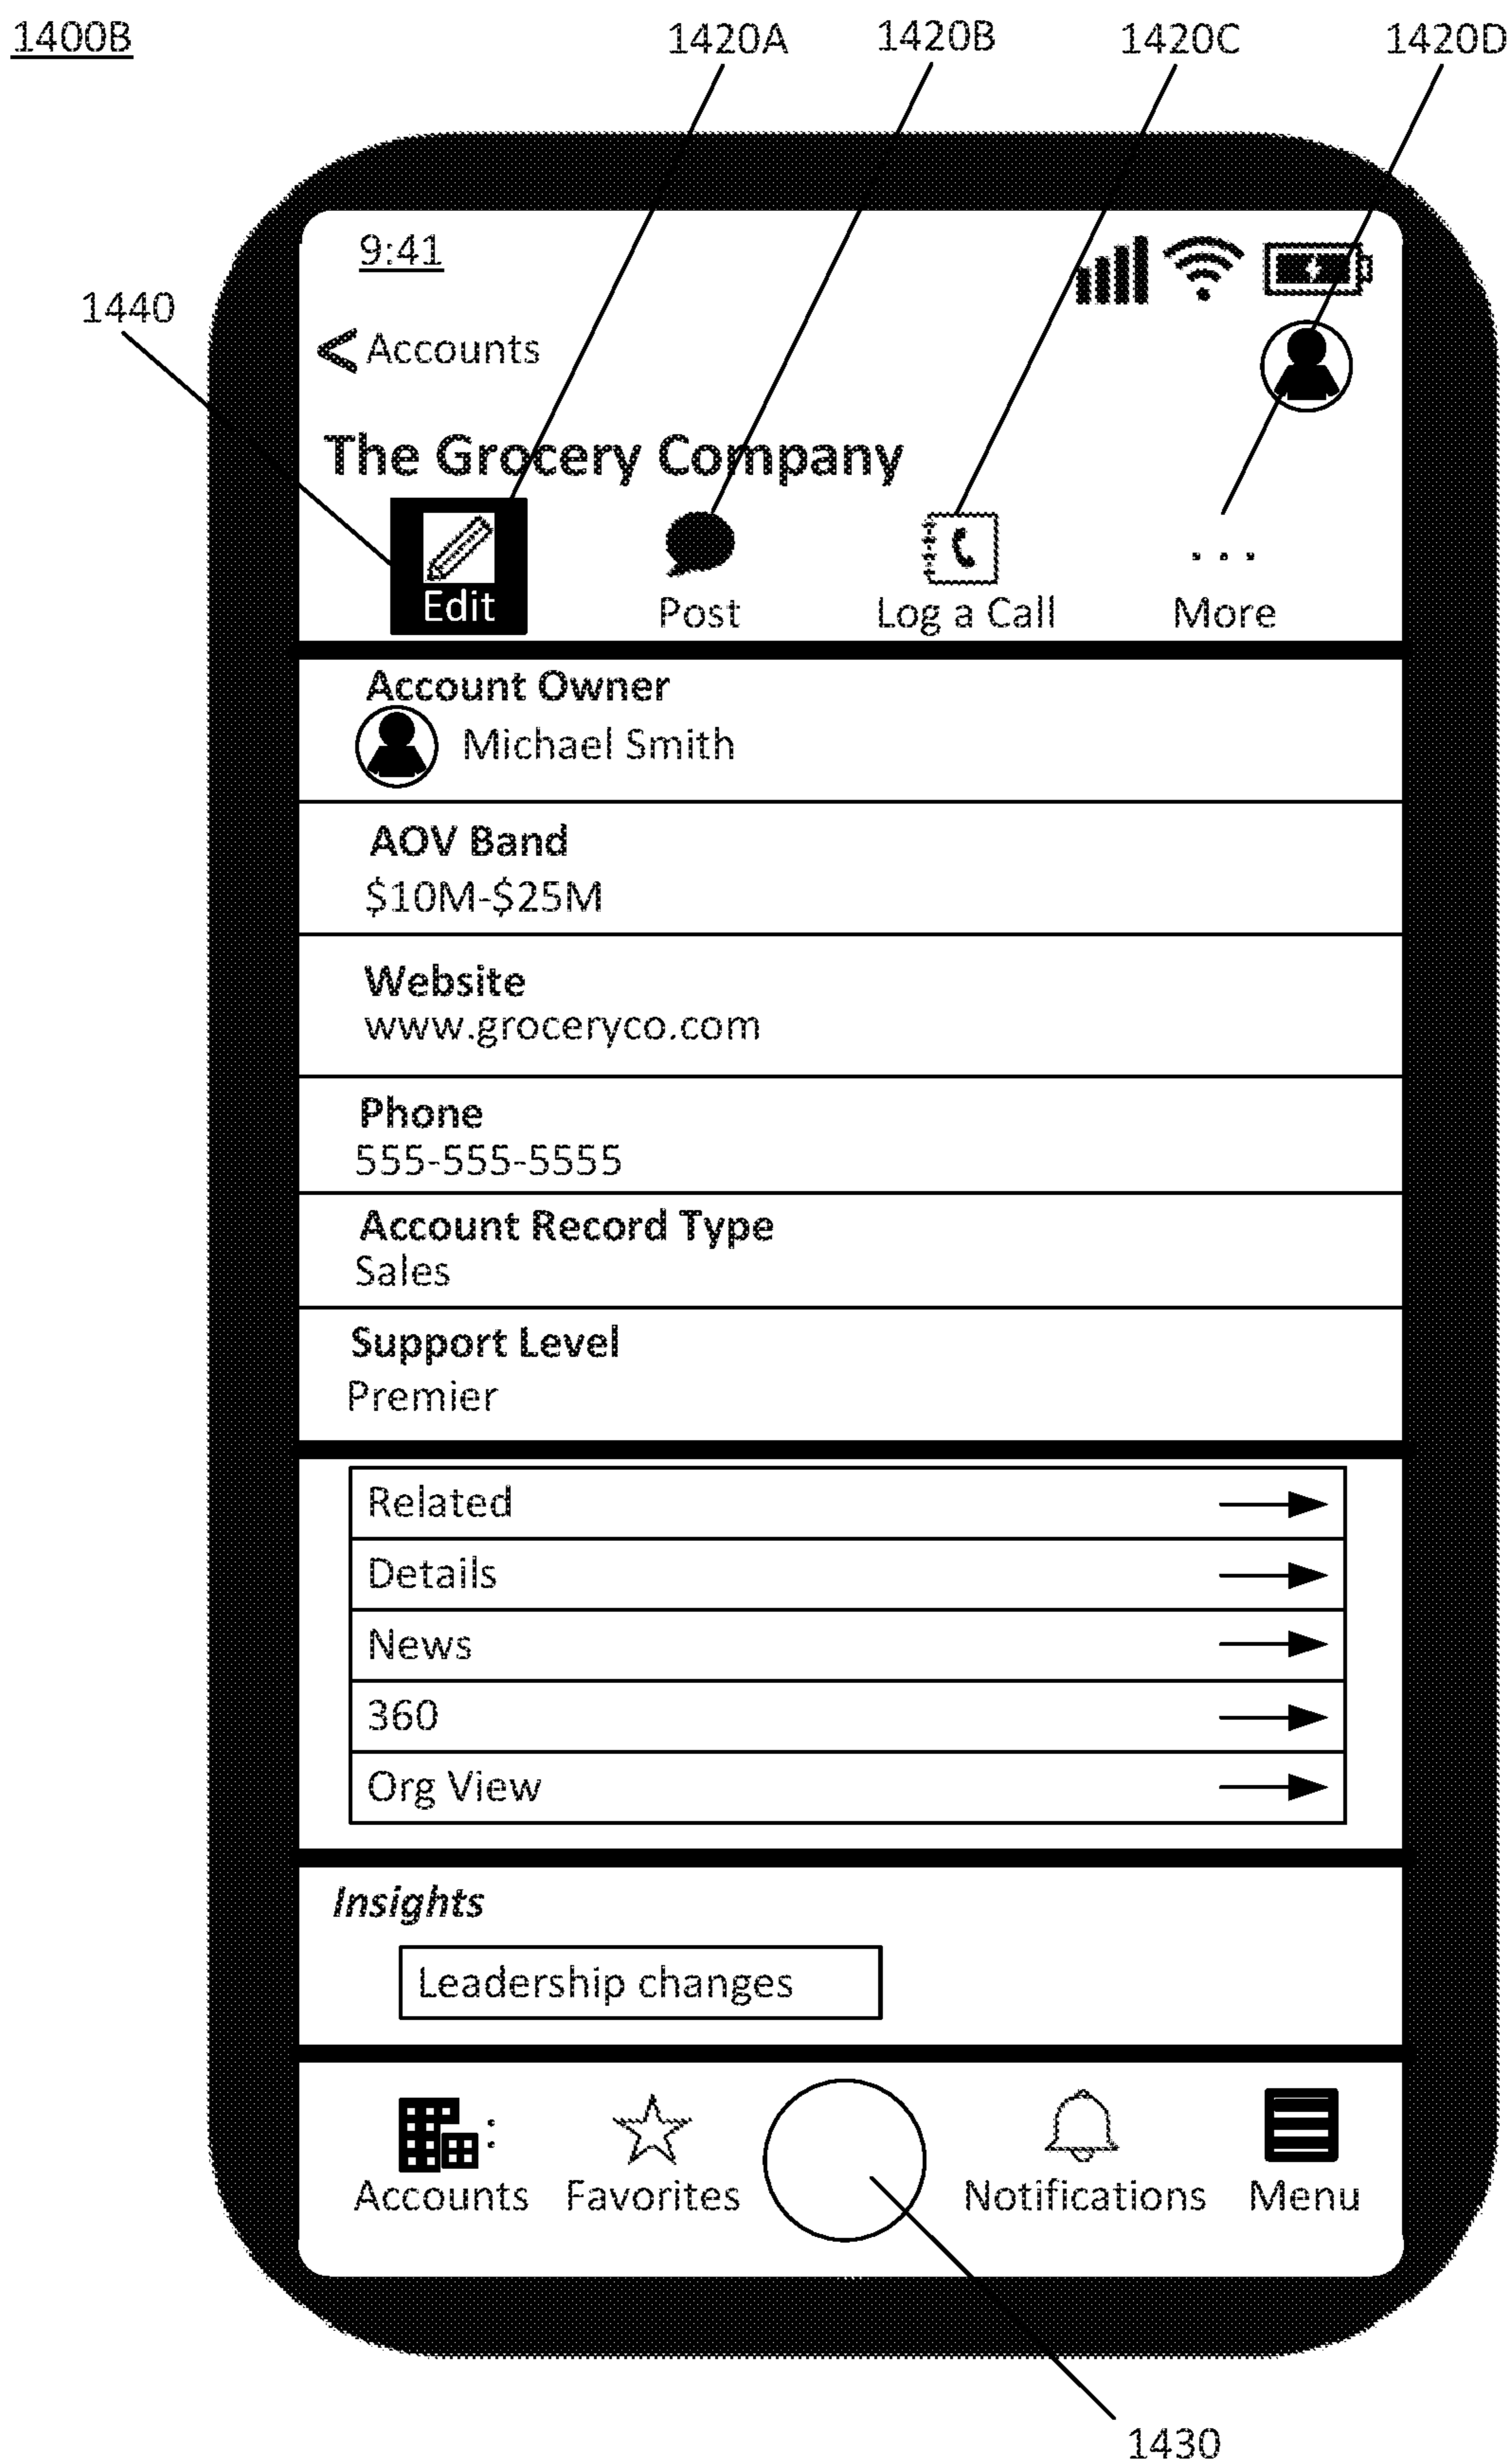 1400B
1420A 1420B 1420C 1420D
9:41
1440
< Accounts
The Grocery Company
Edit Post Log a Call More
Account Owner
Michael Smith
AOV Band
$10M-$25M
Website
www.groceryco.com
Phone
555-555-5555
Account Record Type
Sales
Support Level
Premier
Related
Details
News
360
Org View
Insights
Leadership changes
Accounts Favorites Notifications Menu
1430